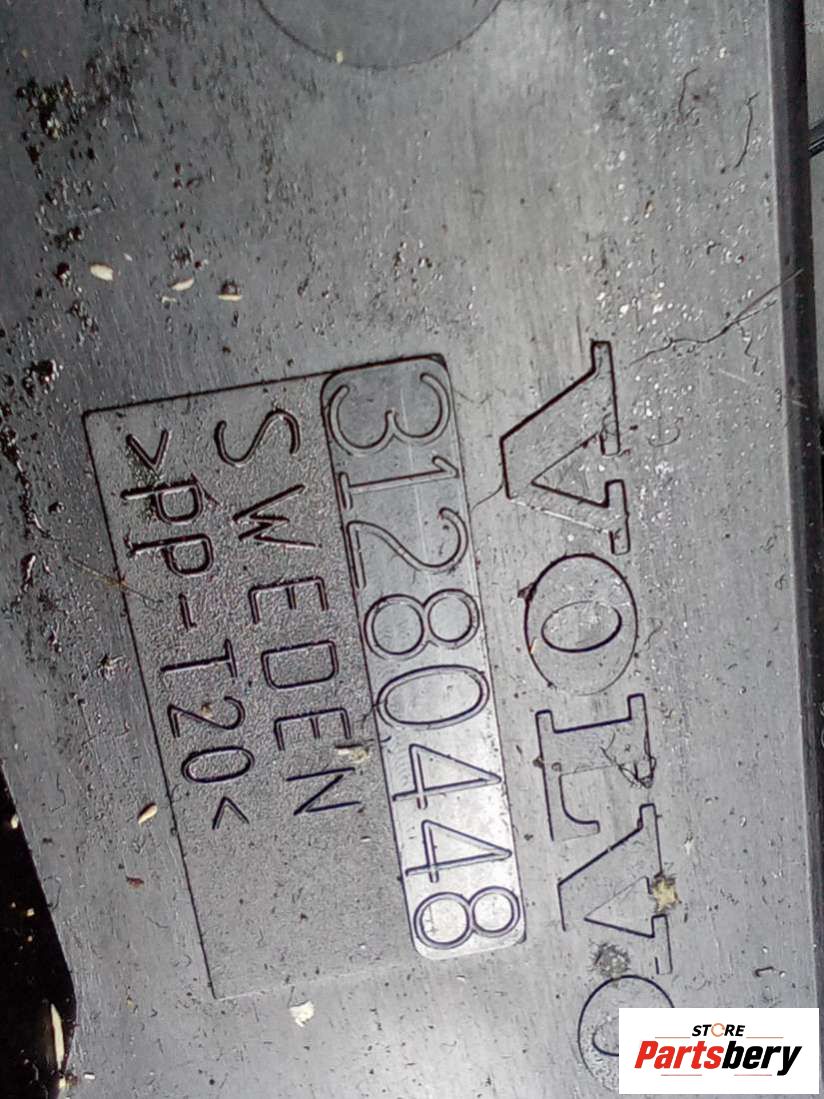 VOLVO
31280448
SWEDEN
>PP-T20<
STORE
Partsbery